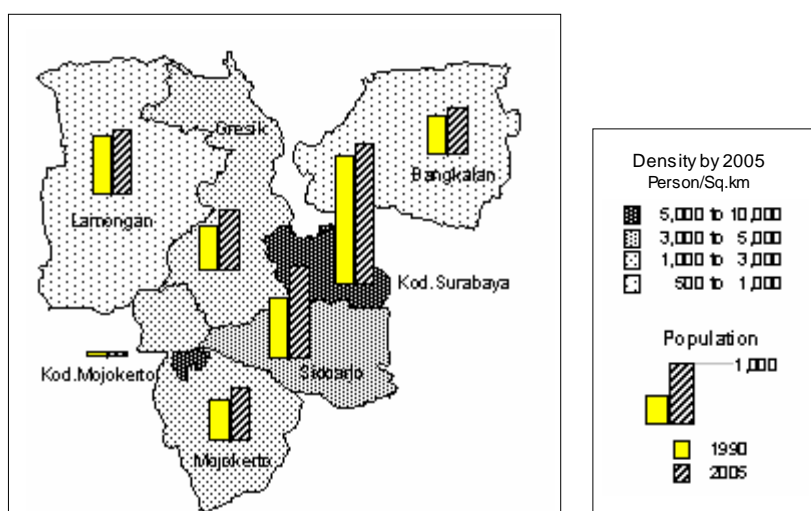 Gresik
Bangkalan
Lamongan
Kod.Surabaya
Kod.Mojokerto
Sidoarjo
Mojokerto
Density by 2005
Person/Sq.km
5,000 to 10,000
3,000 to 5,000
1,000 to 3,000
500 to 1,000
Population
1,000
1990
2005